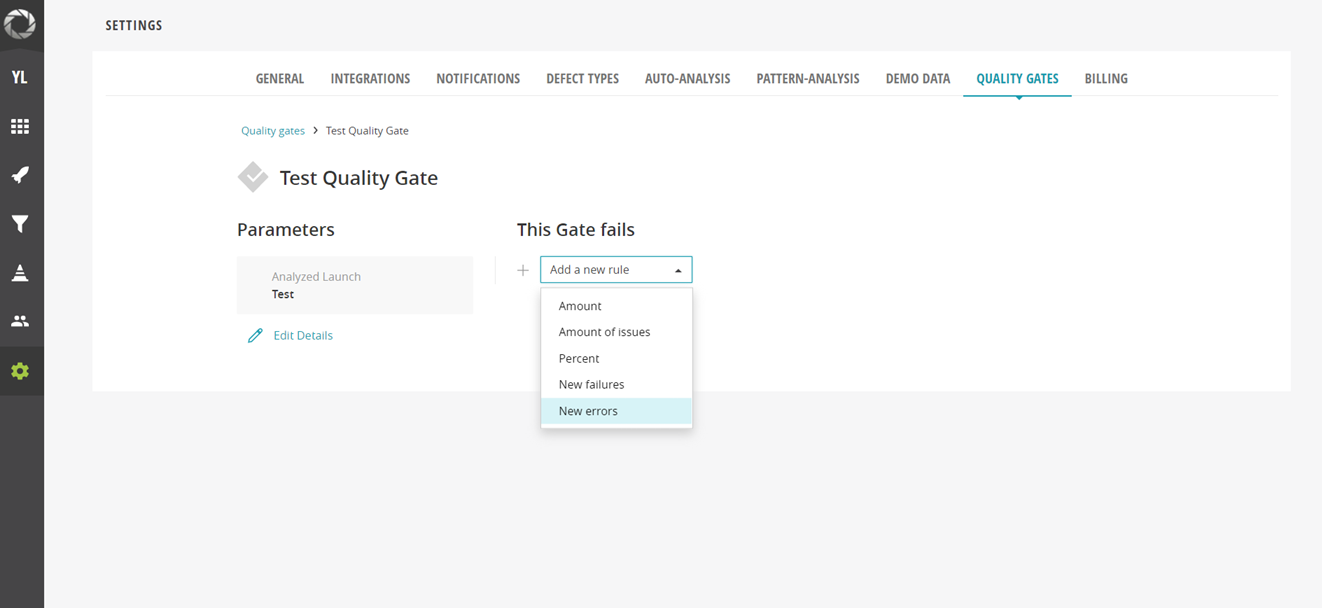 SETTINGS
YL
GENERAL INTEGRATIONS NOTIFICATIONS DEFECT TYPES AUTO-ANALYSIS PATTERN-ANALYSIS DEMO DATA QUALITY GATES BILLING
Quality gates > Test Quality Gate
Test Quality Gate
Parameters
Analyzed Launch
Test
Edit Details
This Gate fails
+ Add a new rule
Amount
Amount of issues
Percent
New failures
New errors